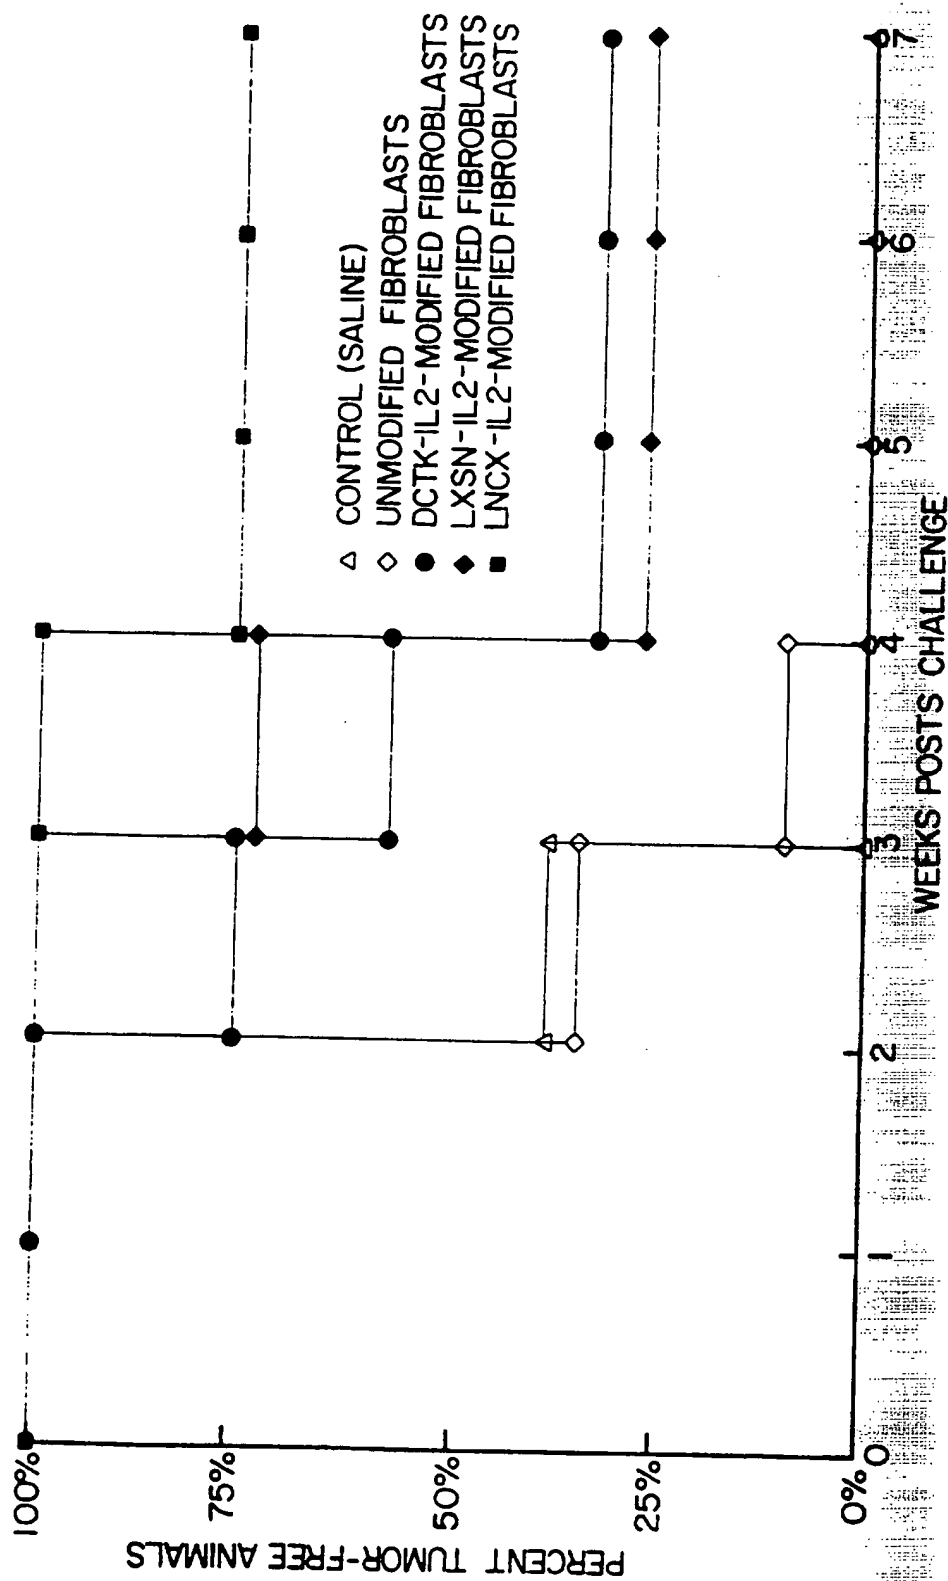 PERCENT TUMOR-FREE ANIMALS
100%
75%
50%
25%
0%
△ CONTROL (SALINE)
◇ UNMODIFIED FIBROBLASTS
● DCTK-IL2-MODIFIED FIBROBLASTS
◆ LXSN-IL2-MODIFIED FIBROBLASTS
■ LNCX-IL2-MODIFIED FIBROBLASTS
0 1 2 3 4 5 6 7
WEEKS POSTS CHALLENGE